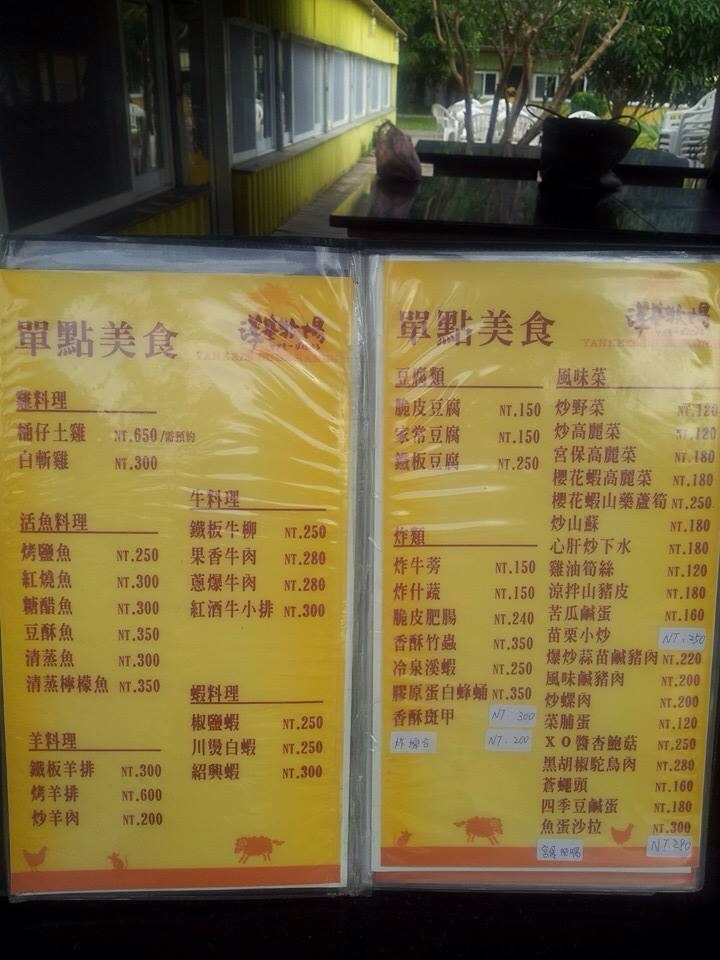 單點美食
雞料理
桶仔土雞 NT.650/需預約
白斬雞 NT.300
活魚料理
烤鹽魚 NT.250
紅燒魚 NT.300
糖醋魚 NT.300
豆酥魚 NT.350
清蒸魚 NT.300
清蒸檸檬魚 NT.350
羊料理
鐵板羊排 NT.300
烤羊排 NT.600
炒羊肉 NT.200
牛料理
鐵板牛柳 NT.250
果香牛肉 NT.280
蔥爆牛肉 NT.280
紅酒牛小排 NT.300
蝦料理
椒鹽蝦 NT.250
川燙白蝦 NT.250
紹興蝦 NT.300
單點美食
豆腐類
脆皮豆腐 NT.150
家常豆腐 NT.150
鐵板豆腐 NT.250
炸類
炸牛蒡 NT.150
炸什蔬 NT.150
脆皮肥腸 NT.240
香酥竹蟲 NT.350
冷泉溪蝦 NT.250
膠原蛋白蜂蛹 NT.350
香酥斑甲 NT.300
炸綜合 NT.200
風味菜
炒野菜 NT.120
炒高麗菜 NT.120
宮保高麗菜 NT.180
櫻花蝦高麗菜 NT.180
櫻花蝦山藥蘆筍 NT.250
炒山蘇 NT.180
心肝炒下水 NT.180
雞油筍絲 NT.120
涼拌山豬皮 NT.180
苦瓜鹹蛋 NT.160
苗栗小炒 NT.250
爆炒蒜苗鹹豬肉 NT.220
風味鹹豬肉 NT.200
炒螺肉 NT.200
菜脯蛋 NT.120
XO醬杏鮑菇 NT.250
黑胡椒駝鳥肉 NT.280
蒼蠅頭 NT.160
四季豆鹹蛋 NT.180
魚蛋沙拉 NT.300
宮保肥腸 NT.280